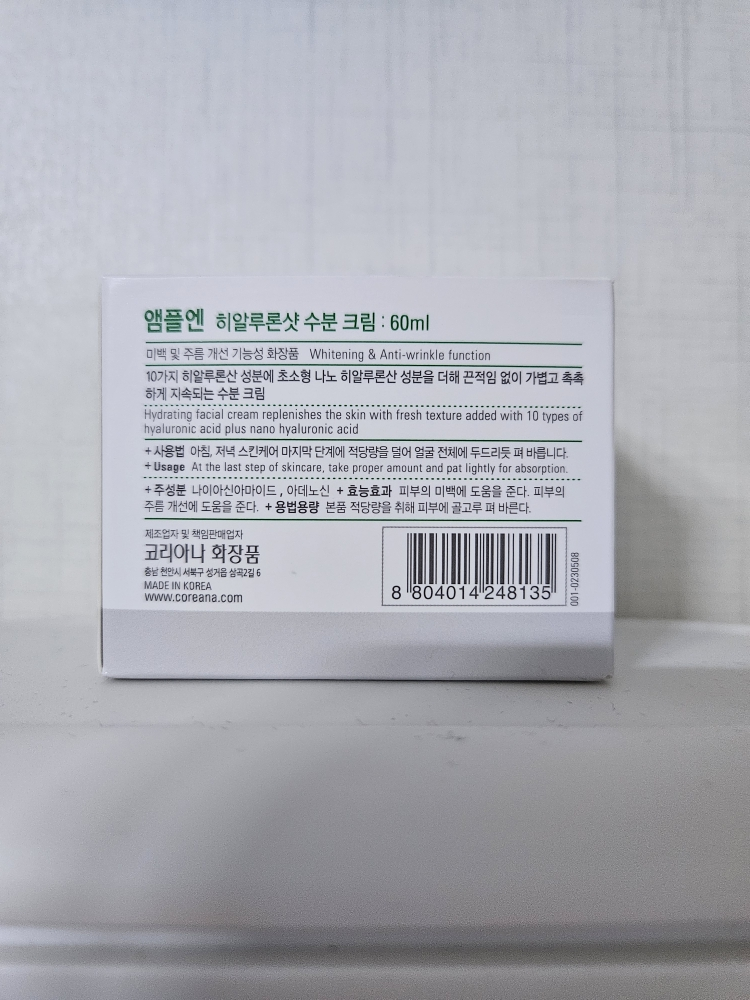 앰플엔 히알루론샷 수분 크림 : 60ml
미백 및 주름 개선 기능성 화장품 Whitening & Anti-wrinkle function
10가지 히알루론산 성분에 초소형 나노 히알루론산 성분을 더해 끈적임 없이 가볍고 촉촉
하게 지속되는 수분 크림
Hydrating facial cream replenishes the skin with fresh texture added with 10 types of
hyaluronic acid plus nano hyaluronic acid
+ 사용법 아침, 저녁 스킨케어 마지막 단계에 적당량을 덜어 얼굴 전체에 두드리듯 펴 바릅니다.
+ Usage At the last step of skincare, take proper amount and pat lightly for absorption.
+ 주성분 나이아신아마이드, 아데노신 + 효능효과 피부의 미백에 도움을 준다. 피부의
주름 개선에 도움을 준다. + 용법용량 본품 적당량을 취해 피부에 골고루 펴 바른다.
제조업자 및 책임판매업자
코리아나 화장품
충남 천안시 서북구 성거읍 삼곡2길 6
MADE IN KOREA
www.coreana.com
8 804014 248135
001-0230508